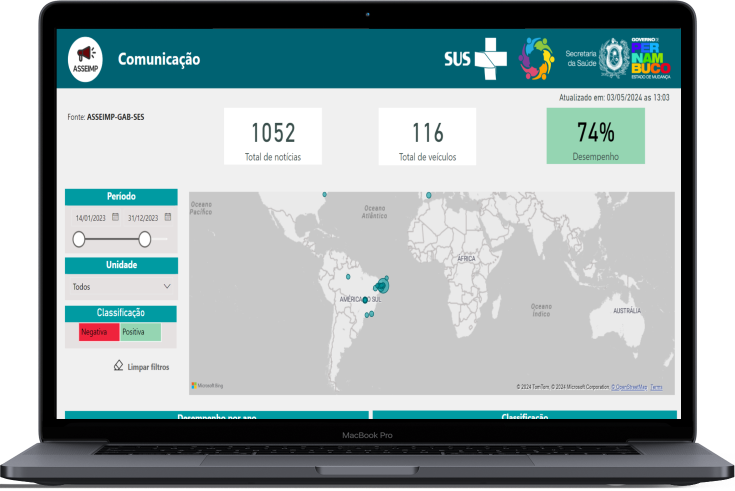 ASSEIMP
Comunicação
SUS
Secretaria
da Saúde
GOVERNO DE
PER
NAM
BUCO
ESTADO DE MUDANÇA
Atualizado em: 03/05/2024 as 13:03
Fonte: ASSEIMP-GAB-SES
1052
Total de notícias
116
Total de veículos
74%
Desempenho
Período
14/01/2023
31/12/2023
Unidade
Todos
Classificação
Negativa
Positiva
Limpar filtros
Oceano
Pacífico
Oceano
Atlântico
ÁFRICA
AMÉRICA DO SUL
Oceano
Índico
AUSTRÁLIA
Microsoft Bing
© 2024 TomTom, © 2024 Microsoft Corporation, © OpenStreetMap Terms
Desempenho por ano
Classificação
MacBook Pro